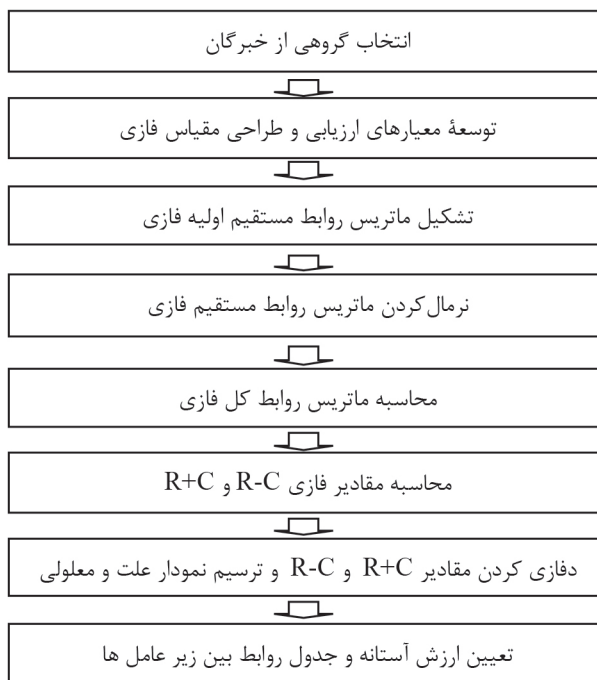 انتخاب گروهی از خبرگان
توسعۀ معیارهای ارزیابی و طراحی مقیاس فازی
تشکیل ماتریس روابط مستقیم اولیه فازی
نرمال‌کردن ماتریس روابط مستقیم فازی
محاسبه ماتریس روابط کل فازی
محاسبه مقادیر فازی R-C و R+C
دفازی کردن مقادیر R+C و R-C و ترسیم نمودار علت و معلولی
تعیین ارزش آستانه و جدول روابط بین زیر عامل ها